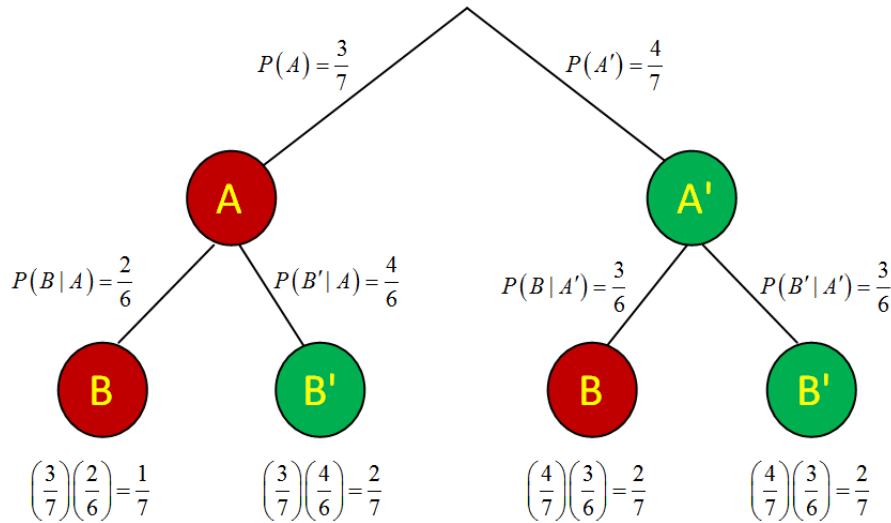 P(A) = 3/7 P(A') = 4/7
A A'
P(B | A) = 2/6 P(B' | A) = 4/6 P(B | A') = 3/6 P(B' | A') = 3/6
B B' B B'
(3/7)(2/6) = 1/7 (3/7)(4/6) = 2/7 (4/7)(3/6) = 2/7 (4/7)(3/6) = 2/7